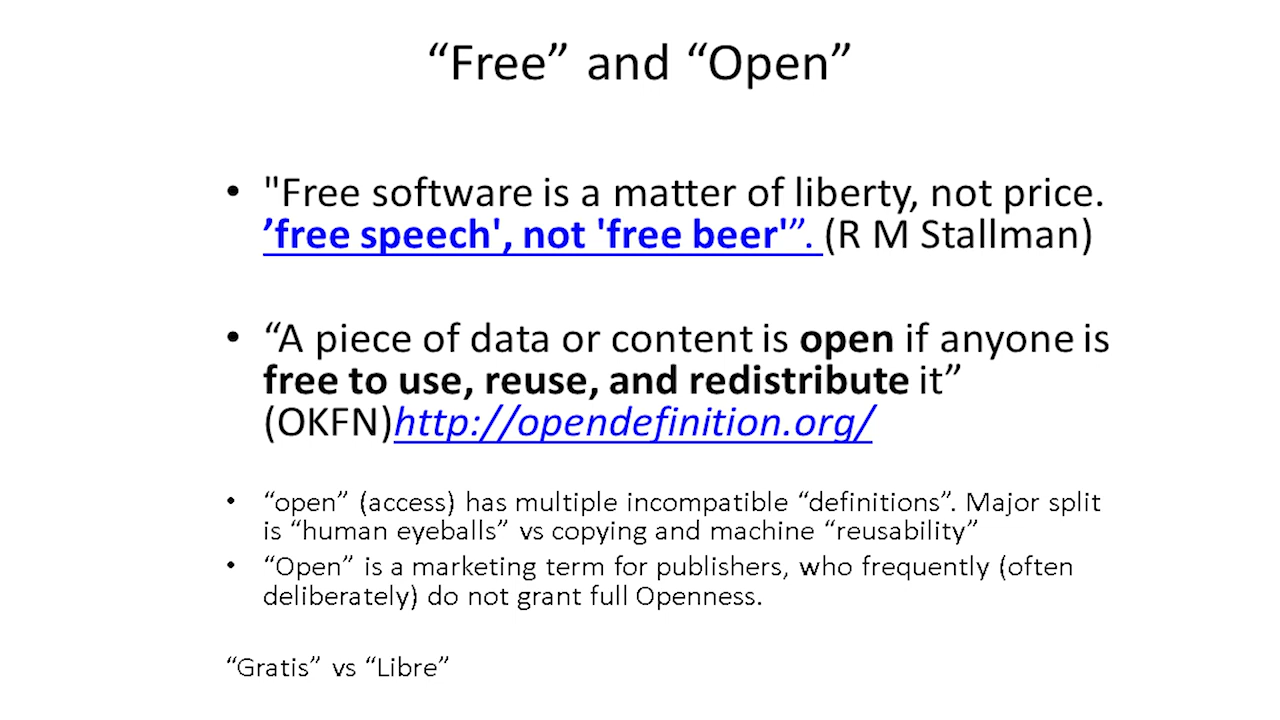 “Free” and “Open”
• "Free software is a matter of liberty, not price.
’free speech', not 'free beer'”. (R M Stallman)
• “A piece of data or content is open if anyone is
free to use, reuse, and redistribute it”
(OKFN)http://opendefinition.org/
• “open” (access) has multiple incompatible “definitions”. Major split
is “human eyeballs” vs copying and machine “reusability”
• “Open” is a marketing term for publishers, who frequently (often
deliberately) do not grant full Openness.
“Gratis” vs “Libre”